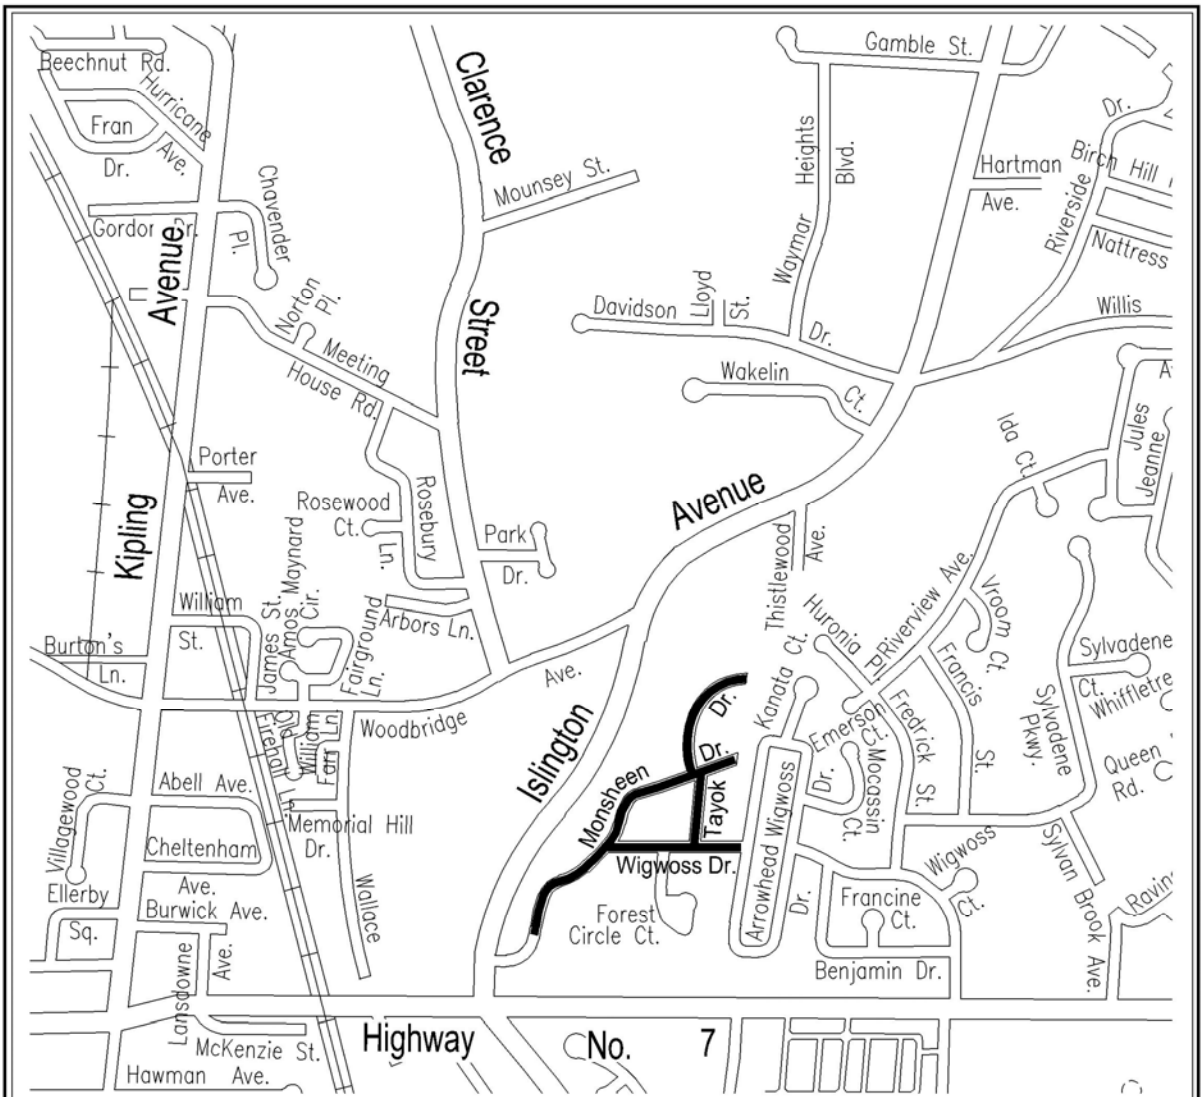 Beechnut Rd.
Hurricane
Ave.
Fran
Dr.
Clarence
Street
Gamble St.
Mounsey St.
Heights
Blvd.
Waymar
Hartman
Ave.
Dr.
Riverside
Birch Hill
Nattress
Willis
Chavender
Pl.
Avenue
Kipling
Norton
Pl.
Meeting
House Rd.
Davidson
Lloyd
St.
Dr.
Wakelin
Ct.
Porter
Ave.
Rosewood
Ct.
Rosebury
Ln.
Park
Dr.
Avenue
Islington
Thistlewood
Ave.
Ida Ct.
Jules
Jeanne
William
St.
James St.
Amos Maynard
Cir.
Fairground
Ln.
Arbors Ln.
Burton's
Ln.
Woodbridge
Ave.
Old
Firehall
Ln.
William
Farr Ln.
Huronia
Pl.
Riverview Ave.
Vroom Ct.
Francis
St.
Kanata Ct.
Emerson
Ct.
Fredrick
St.
Mocassin
Ct.
Sylvadene
Pkwy.
Sylvadene
Ct.
Whiffletre
Queen
Rd.
Dr.
Monsheen
Dr.
Tayok
Wigwoss Dr.
Arrowhead
Wigwoss
Dr.
Dr.
Forest
Circle Ct.
Wigwoss
Ct.
Francine
Ct.
Benjamin Dr.
Sylvan Brook Ave.
Villagewood
Ct.
Abell Ave.
Memorial Hill
Dr.
Cheltenham
Ave.
Ellerby
Sq.
Burwick Ave.
Wallace
Lansdowne
Ave.
McKenzie St.
Hawman Ave.
Highway No. 7